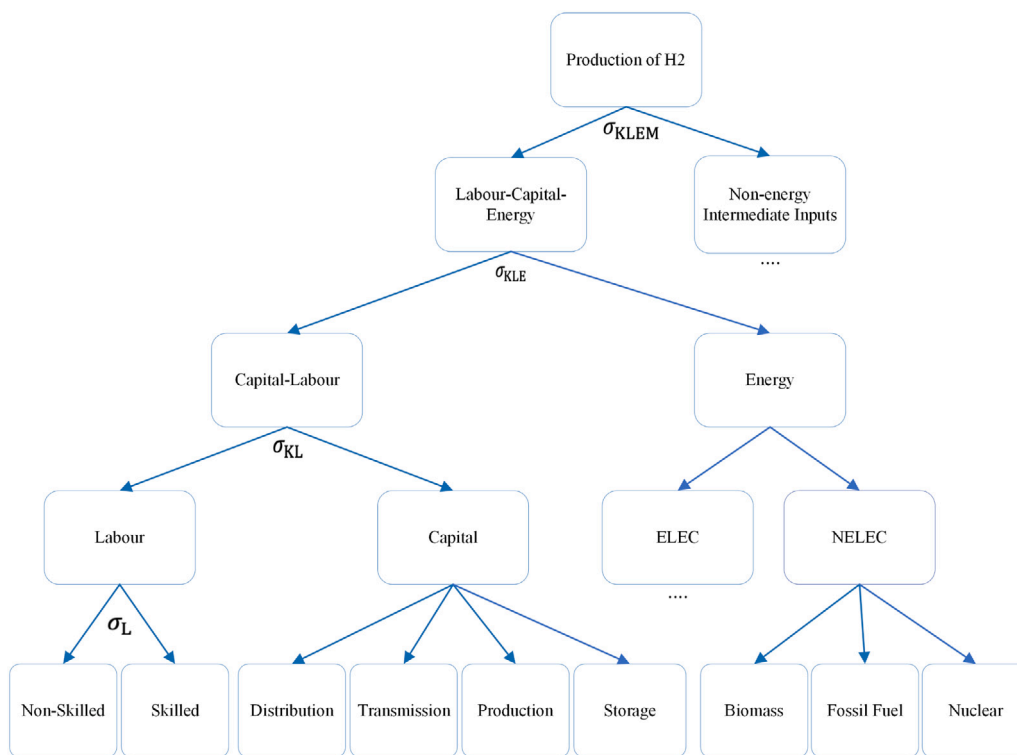 Production of H2
σKLEM
Labour-Capital-
Energy
Non-energy
Intermediate Inputs
....
σKLE
Capital-Labour
Energy
σKL
Labour
Capital
ELEC
NELEC
....
σL
Non-Skilled
Skilled
Distribution
Transmission
Production
Storage
Biomass
Fossil Fuel
Nuclear